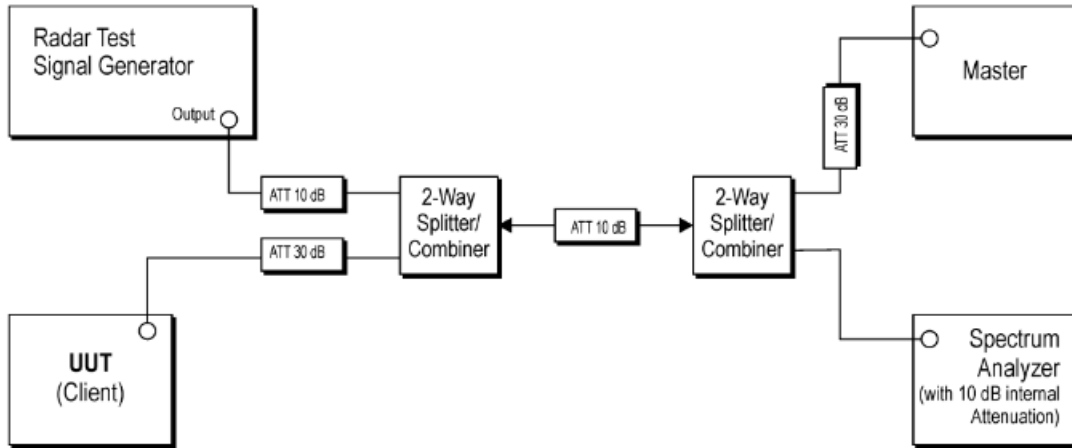 Radar Test
Signal Generator
Output
ATT 10 dB
ATT 30 dB
2-Way
Splitter/
Combiner
ATT 10 dB
2-Way
Splitter/
Combiner
ATT 30 dB
Master
UUT
(Client)
Spectrum
Analyzer
(with 10 dB internal
Attenuation)